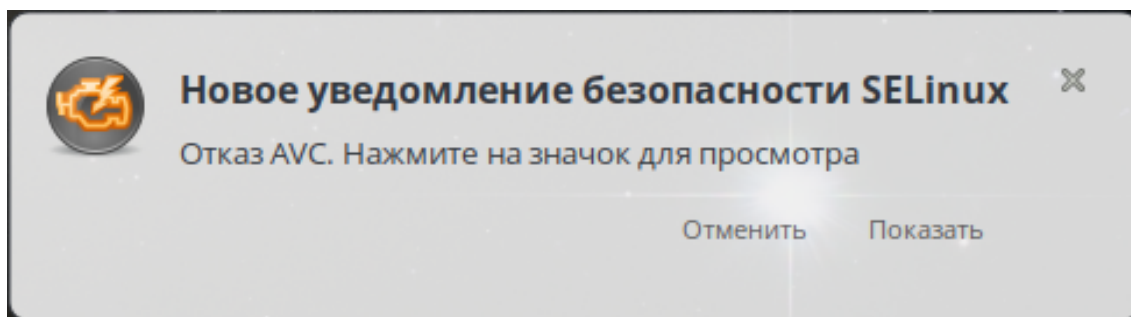 Новое уведомление безопасности SELinux
Отказ AVC. Нажмите на значок для просмотра
Отменить Показать